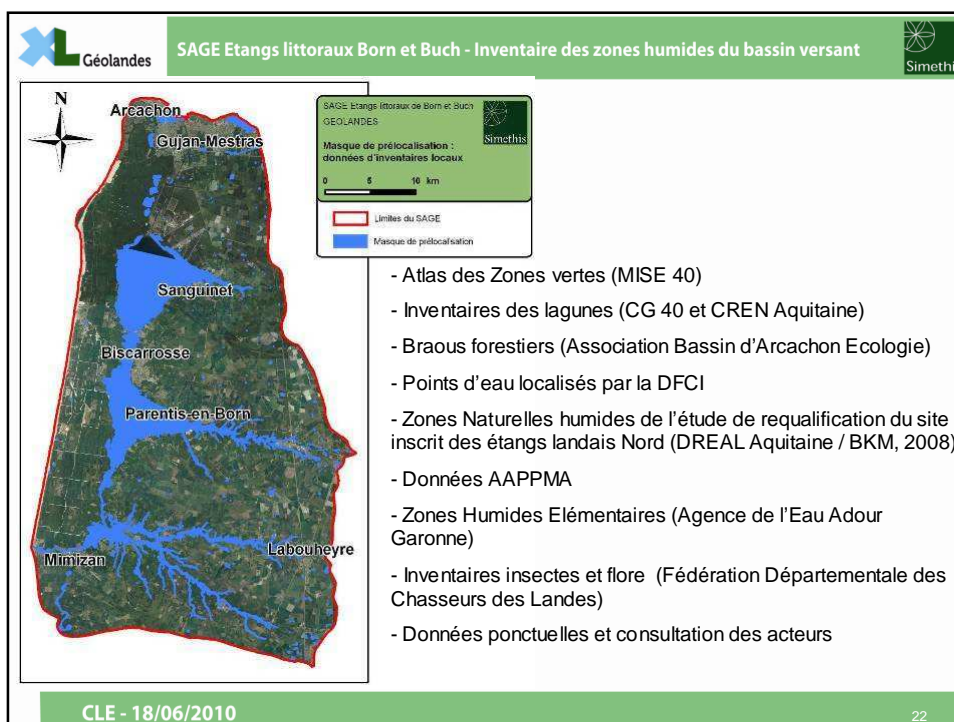 XL Géolandes
SAGE Etangs littoraux Born et Buch - Inventaire des zones humides du bassin versant
Simethis
N
Arcachon
Gujan-Mestras
Sanguinet
Biscarrosse
Parentis-en-Born
Labouheyre
Mimizan
SAGE Etangs littoraux de Born et Buch
GEOLANDES
Simethis
Masque de prélocalisation :
données d'inventaires locaux
0 5 10 km
Limites du SAGE
Masque de prélocalisation
- Atlas des Zones vertes (MISE 40)
- Inventaires des lagunes (CG 40 et CREN Aquitaine)
- Braous forestiers (Association Bassin d'Arcachon Ecologie)
- Points d'eau localisés par la DFCI
- Zones Naturelles humides de l'étude de requalification du site
inscrit des étangs landais Nord (DREAL Aquitaine / BKM, 2008)
- Données AAPPMA
- Zones Humides Elémentaires (Agence de l'Eau Adour
Garonne)
- Inventaires insectes et flore (Fédération Départementale des
Chasseurs des Landes)
- Données ponctuelles et consultation des acteurs
CLE - 18/06/2010
22